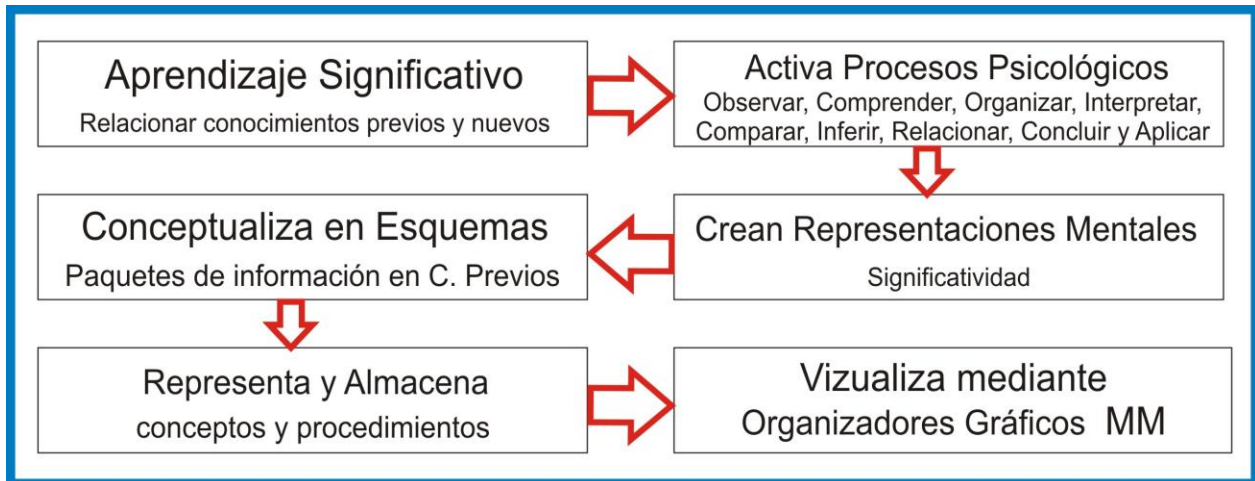 Aprendizaje Significativo
Relacionar conocimientos previos y nuevos
Activa Procesos Psicológicos
Observar, Comprender, Organizar, Interpretar,
Comparar, Inferir, Relacionar, Concluir y Aplicar
Crean Representaciones Mentales
Significatividad
Conceptualiza en Esquemas
Paquetes de información en C. Previos
Representa y Almacena
conceptos y procedimientos
Vizualiza mediante
Organizadores Gráficos MM